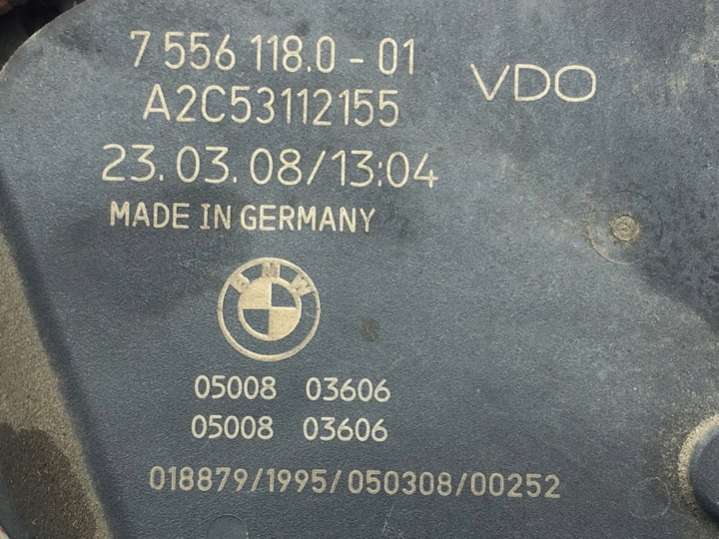 7 556 118.0 - 01
VDO
A2C53112155
23.03.08/13:04
MADE IN GERMANY
BMW
05008 03606
05008 03606
018879/1995/050308/00252